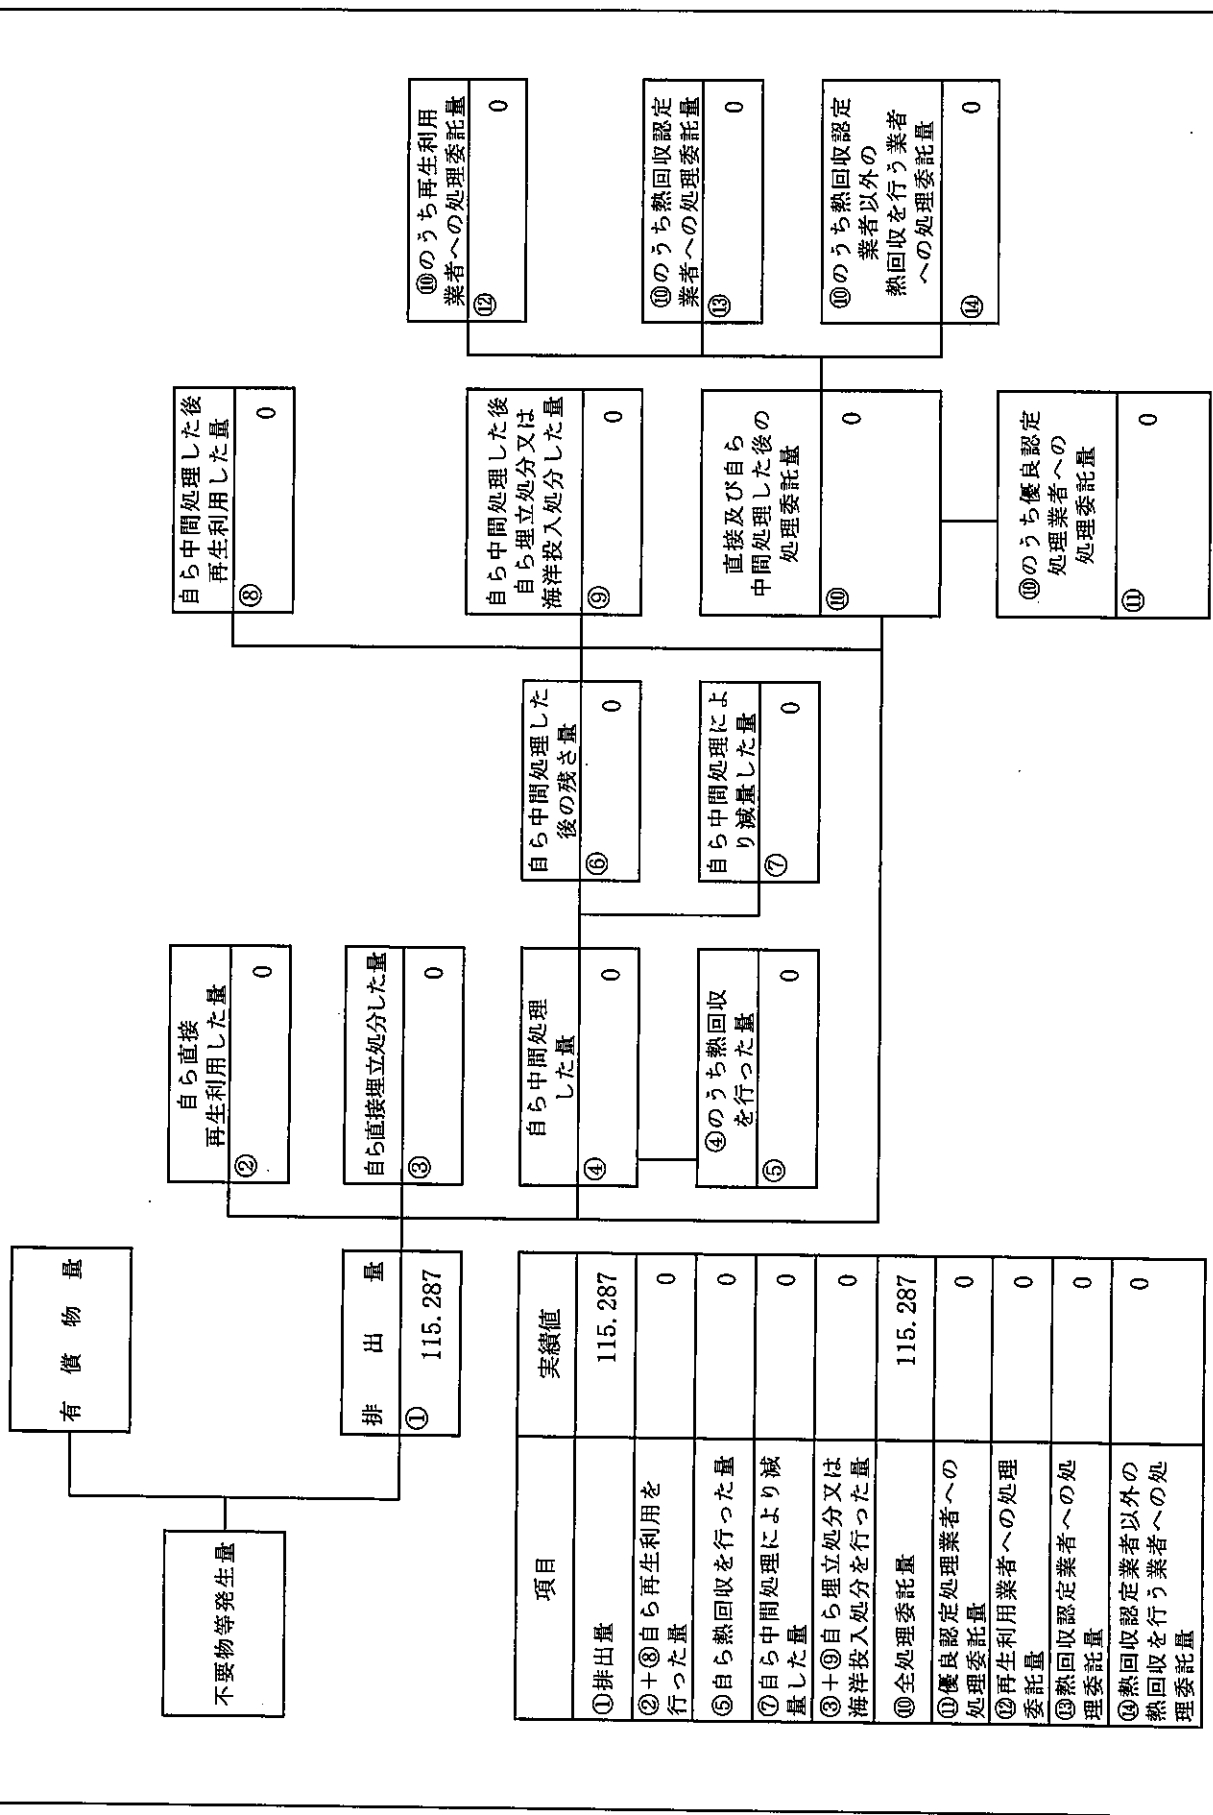 有償物量
不要物等発生量
排出量
① 115.287
自ら直接
再生利用した量
② 0
自ら直接埋立処分した量
③ 0
自ら中間処理
した量
④ 0
④のうち熱回収
を行った量
⑤ 0
自ら中間処理した
後の残さ量
⑥ 0
自ら中間処理によ
り減量した量
⑦ 0
自ら中間処理した後
再生利用した量
⑧ 0
自ら中間処理した後
自ら埋立処分又は
海洋投入処分した量
⑨ 0
直接及び自ら
中間処理した後の
処理委託量
⑩ 0
⑩のうち優良認定
処理業者への
処理委託量
⑪ 0
⑩のうち再生利用
業者への処理委託量
⑫ 0
⑩のうち熱回収認定
業者への処理委託量
⑬ 0
⑩のうち熱回収認定
業者以外の
熱回収を行う業者
への処理委託量
⑭ 0
項目 実績値
①排出量 115.287
②+⑧自ら再生利用を
行った量 0
⑤自ら熱回収を行った量 0
⑦自ら中間処理により減
量した量 0
③+⑨自ら埋立処分又は
海洋投入処分を行った量 0
⑩全処理委託量 115.287
⑪優良認定処理業者への
処理委託量 0
⑫再生利用業者への処理
委託量 0
⑬熱回収認定業者への処
理委託量 0
⑭熱回収認定業者以外の
熱回収を行う業者への処
理委託量 0